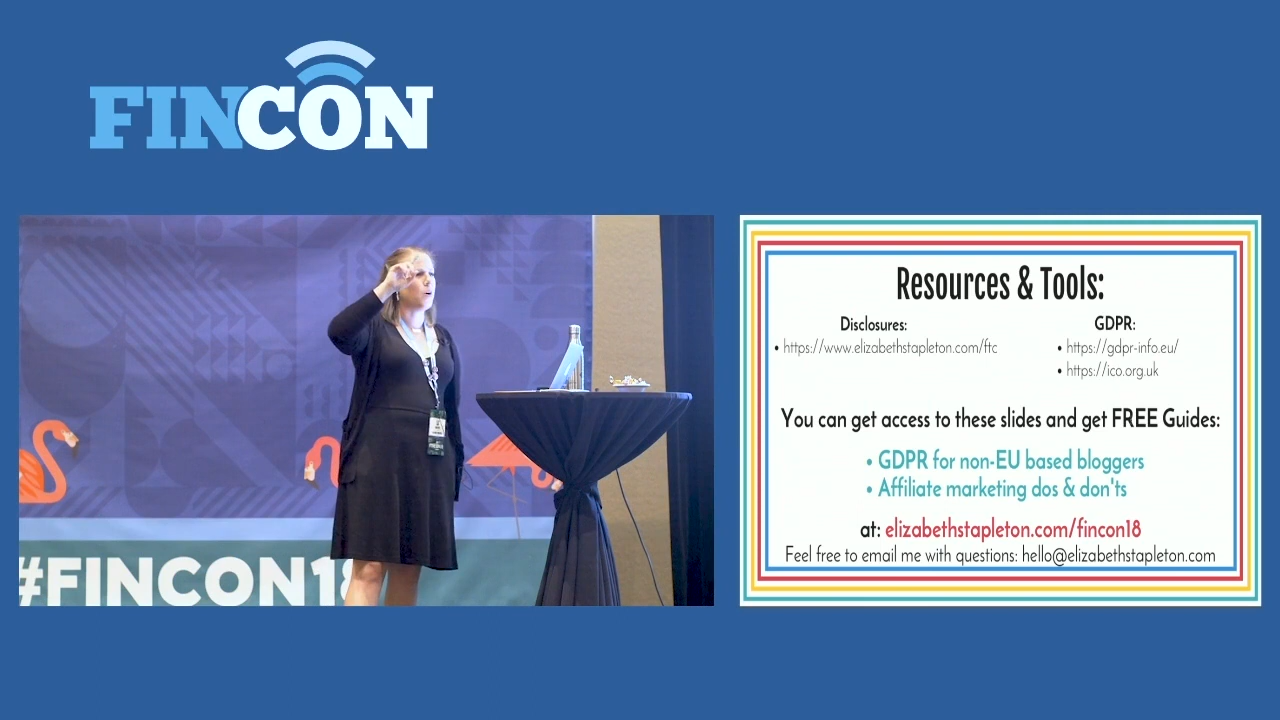 FINCON
#FINCON18
Resources & Tools:
Disclosures:
• https://www.elizabethstapleton.com/ftc
GDPR:
• https://gdpr-info.eu/
• https://ico.org.uk
You can get access to these slides and get FREE Guides:
• GDPR for non-EU based bloggers
• Affiliate marketing dos & don'ts
at: elizabethstapleton.com/fincon18
Feel free to email me with questions: hello@elizabethstapleton.com